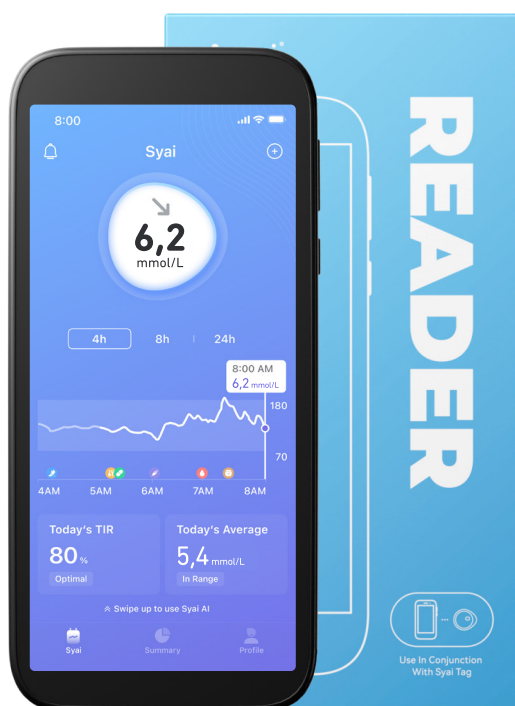 8:00
Syai
6,2
mmol/L
4h
8h
24h
8:00 AM
6,2 mmol/L
180
70
4AM 5AM 6AM 7AM 8AM
Today's TIR
80 %
Optimal
Today's Average
5,4 mmol/L
In Range
Swipe up to use Syai AI
Syai
Summary
Profile
READER
Use In Conjunction
With Syai Tag